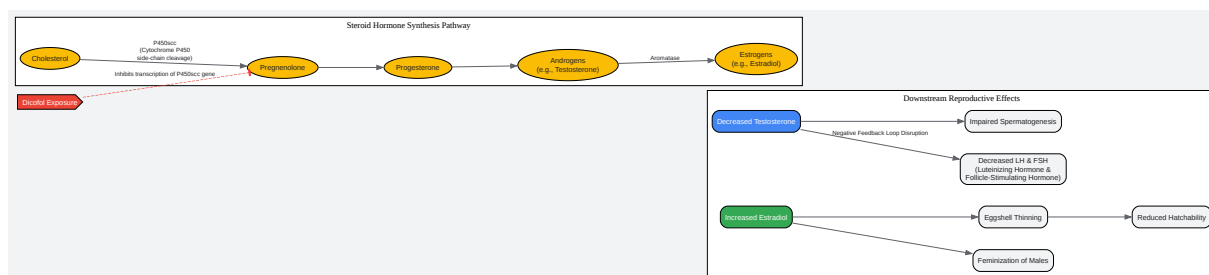 Steroid Hormone Synthesis Pathway
Cholesterol
P450scc
(Cytochrome P450
side-chain cleavage)
Pregnenolone
Progesterone
Androgens
(e.g., Testosterone)
Aromatase
Estrogens
(e.g., Estradiol)
Inhibits transcription of P450scc gene
Dicofol Exposure
Downstream Reproductive Effects
Decreased Testosterone
Impaired Spermatogenesis
Negative Feedback Loop Disruption
Decreased LH & FSH
(Luteinizing Hormone &
Follicle-Stimulating Hormone)
Increased Estradiol
Eggshell Thinning
Reduced Hatchability
Feminization of Males